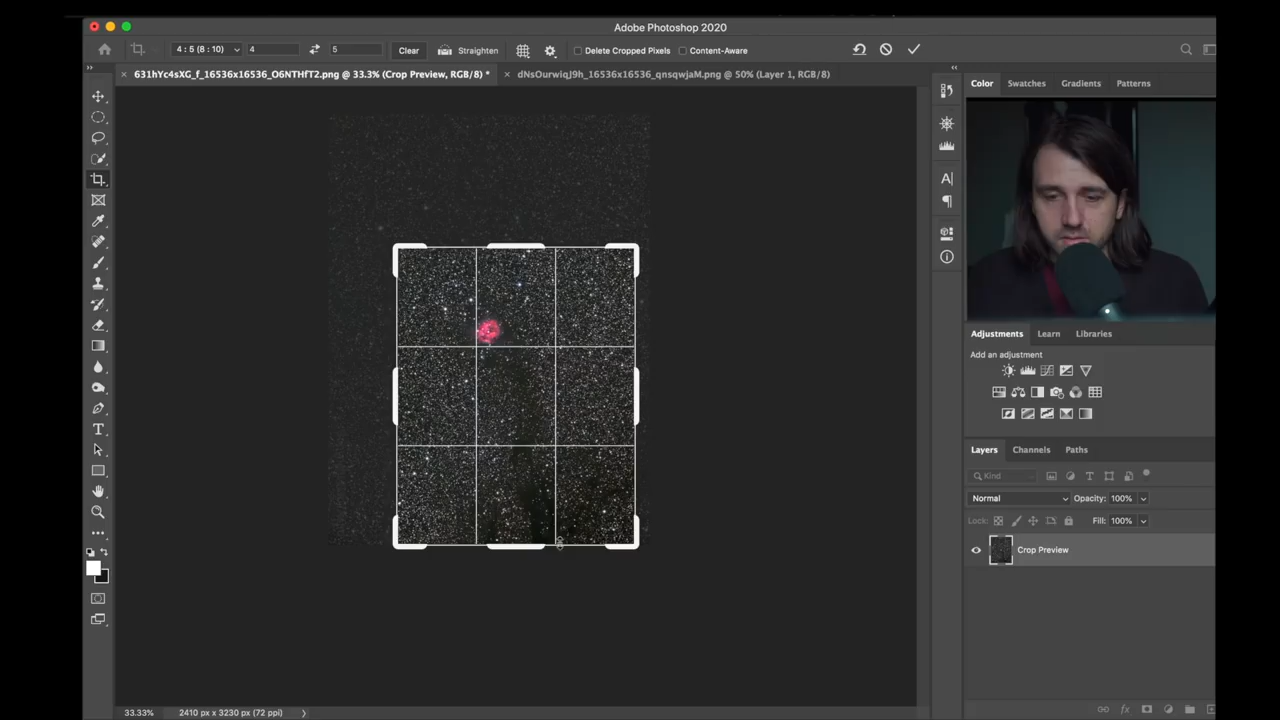 Adobe Photoshop 2020
4 : 5 (8 : 10) 4 5 Clear Straighten Delete Cropped Pixels Content-Aware
631hYc4sXG_f_16536x16536_O6NTHfT2.png @ 33.3% (Crop Preview, RGB/8) * dNsOurwiqJ9h_16536x16536_qnsqwjaM.png @ 50% (Layer 1, RGB/8)
Color Swatches Gradients Patterns
Adjustments Learn Libraries
Add an adjustment
Layers Channels Paths
Kind
Normal Opacity: 100%
Lock: Fill: 100%
Crop Preview
33.33% 2410 px x 3230 px (72 ppi)